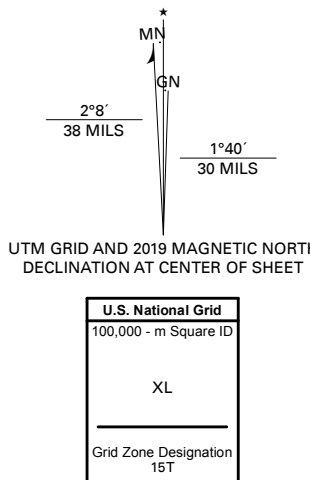 ★
MN
GN
2°8´
38 MILS
1°40´
30 MILS
UTM GRID AND 2019 MAGNETIC NORTH
DECLINATION AT CENTER OF SHEET
U.S. National Grid
100,000 - m Square ID
XL
Grid Zone Designation
15T